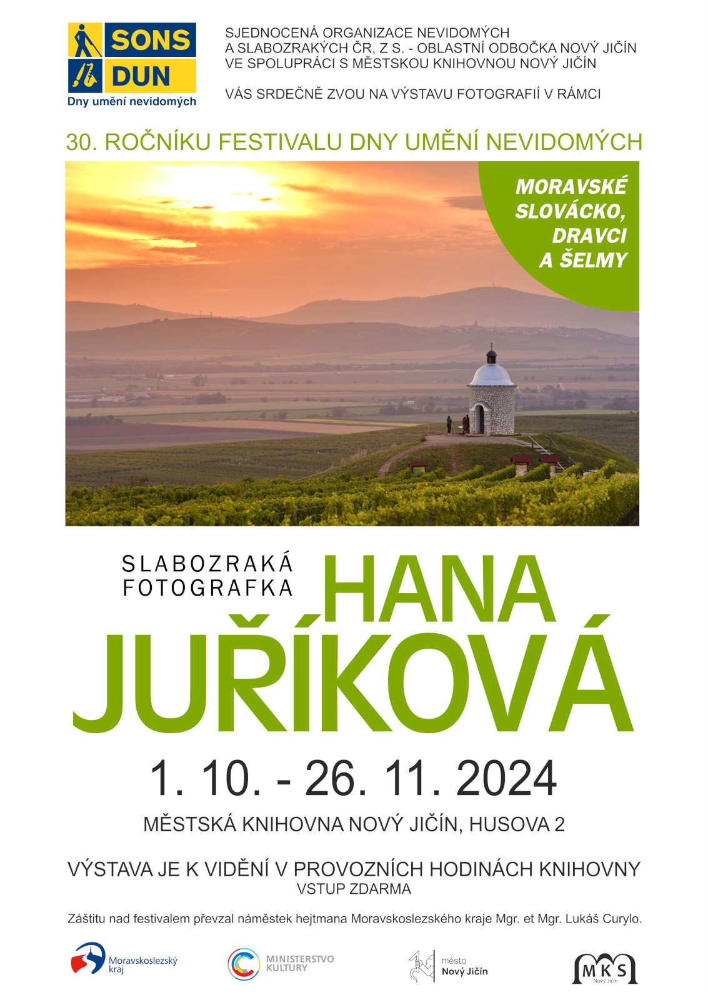 SONS
DUN
Dny umění nevidomých
SJEDNOCENÁ ORGANIZACE NEVIDOMÝCH
A SLABOZRAKÝCH ČR, Z S. - OBLASTNÍ ODBOČKA NOVÝ JIČÍN
VE SPOLUPRÁCI S MĚSTSKOU KNIHOVNOU NOVÝ JIČÍN
VÁS SRDEČNĚ ZVOU NA VÝSTAVU FOTOGRAFIÍ V RÁMCI
30. ROČNÍKU FESTIVALU DNY UMĚNÍ NEVIDOMÝCH
MORAVSKÉ
SLOVÁCKO,
DRAVCI
A ŠELMY
SLABOZRAKÁ
FOTOGRAFKA
HANA
JUŘÍKOVÁ
1. 10. - 26. 11. 2024
MĚSTSKÁ KNIHOVNA NOVÝ JIČÍN, HUSOVA 2
VÝSTAVA JE K VIDĚNÍ V PROVOZNÍCH HODINÁCH KNIHOVNY
VSTUP ZDARMA
Záštitu nad festivalem převzal náměstek hejtmana Moravskoslezského kraje Mgr. et Mgr. Lukáš Curylo.
Moravskoslezský
kraj
MINISTERSTVO
KULTURY
město
Nový Jičín
MKS
Nový Jičín